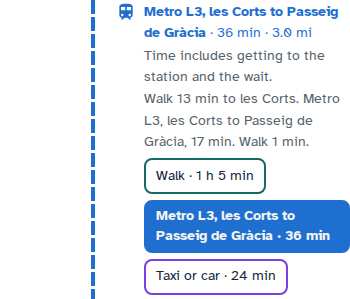 Metro L3, les Corts to Passeig
de Gràcia · 36 min · 3.0 mi
Time includes getting to the
station and the wait.
Walk 13 min to les Corts. Metro
L3, les Corts to Passeig de
Gràcia, 17 min. Walk 1 min.
Walk · 1 h 5 min
Metro L3, les Corts to
Passeig de Gràcia · 36 min
Taxi or car · 24 min